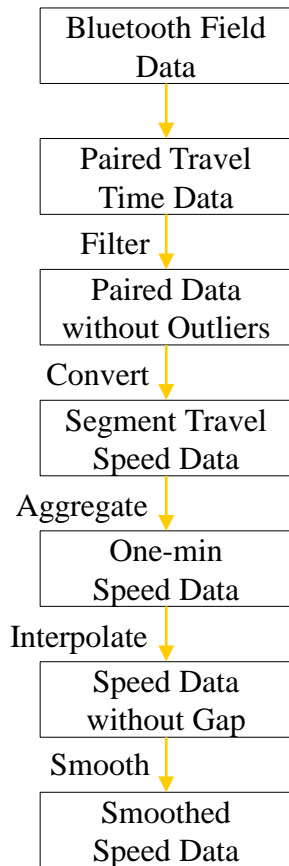 Bluetooth Field
Data
Paired Travel
Time Data
Filter
Paired Data
without Outliers
Convert
Segment Travel
Speed Data
Aggregate
One-min
Speed Data
Interpolate
Speed Data
without Gap
Smooth
Smoothed
Speed Data